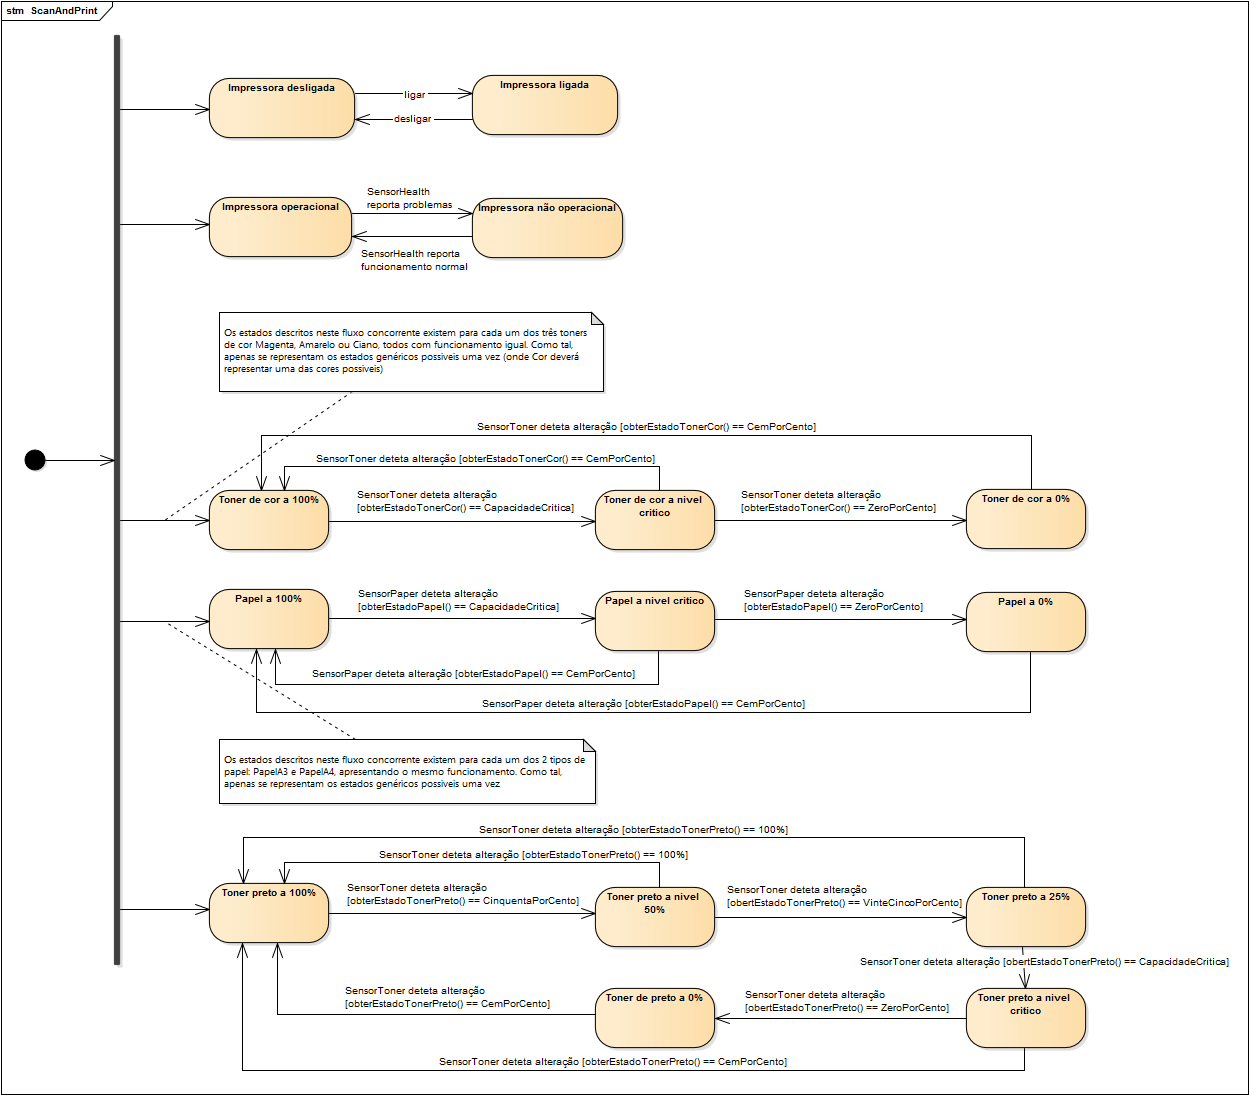 stm ScanAndPrint
Impressora desligada
Impressora ligada
ligar
desligar
SensorHealth
reporta problemas
Impressora operacional
Impressora não operacional
SensorHealth reporta
funcionamento normal
Os estados descritos neste fluxo concorrente existem para cada um dos três toners
de cor Magenta, Amarelo ou Ciano, todos com funcionamento igual. Como tal,
apenas se representam os estados genéricos possiveis uma vez (onde Cor deverá
representar uma das cores possiveis)
SensorToner deteta alteração [obterEstadoTonerCor() == CemPorCento]
SensorToner deteta alteração [obterEstadoTonerCor() == CemPorCento]
Toner de cor a 100%
SensorToner deteta alteração
[obterEstadoTonerCor() == CapacidadeCritica]
Toner de cor a nivel
critico
SensorToner deteta alteração
[obterEstadoTonerCor() == ZeroPorCento]
Toner de cor a 0%
Papel a 100%
SensorPaper deteta alteração
[obterEstadoPapel() == CapacidadeCritica]
Papel a nivel critico
SensorPaper deteta alteração
[obterEstadoPapel() == ZeroPorCento]
Papel a 0%
SensorPaper deteta alteração [obterEstadoPapel() == CemPorCento]
SensorPaper deteta alteração [obterEstadoPapel() == CemPorCento]
Os estados descritos neste fluxo concorrente existem para cada um dos 2 tipos de
papel: PapelA3 e PapelA4, apresentando o mesmo funcionamento. Como tal,
apenas se representam os estados genéricos possiveis uma vez
SensorToner deteta alteração [obterEstadoTonerPreto() == 100%]
SensorToner deteta alteração [obterEstadoTonerPreto() == 100%]
Toner preto a 100%
SensorToner deteta alteração
[obterEstadoTonerPreto() == CinquentaPorCento]
Toner preto a nivel
50%
SensorToner deteta alteração
[obertEstadoTonerPreto() == VinteCincoPorCento]
Toner preto a 25%
SensorToner deteta alteração [obertEstadoTonerPreto() == CapacidadeCritica]
SensorToner deteta alteração
[obterEstadoTonerPreto() == CemPorCento]
Toner de preto a 0%
SensorToner deteta alteração
[obertEstadoTonerPreto() == ZeroPorCento]
Toner preto a nivel
critico
SensorToner deteta alteração [obterEstadoTonerPreto() == CemPorCento]